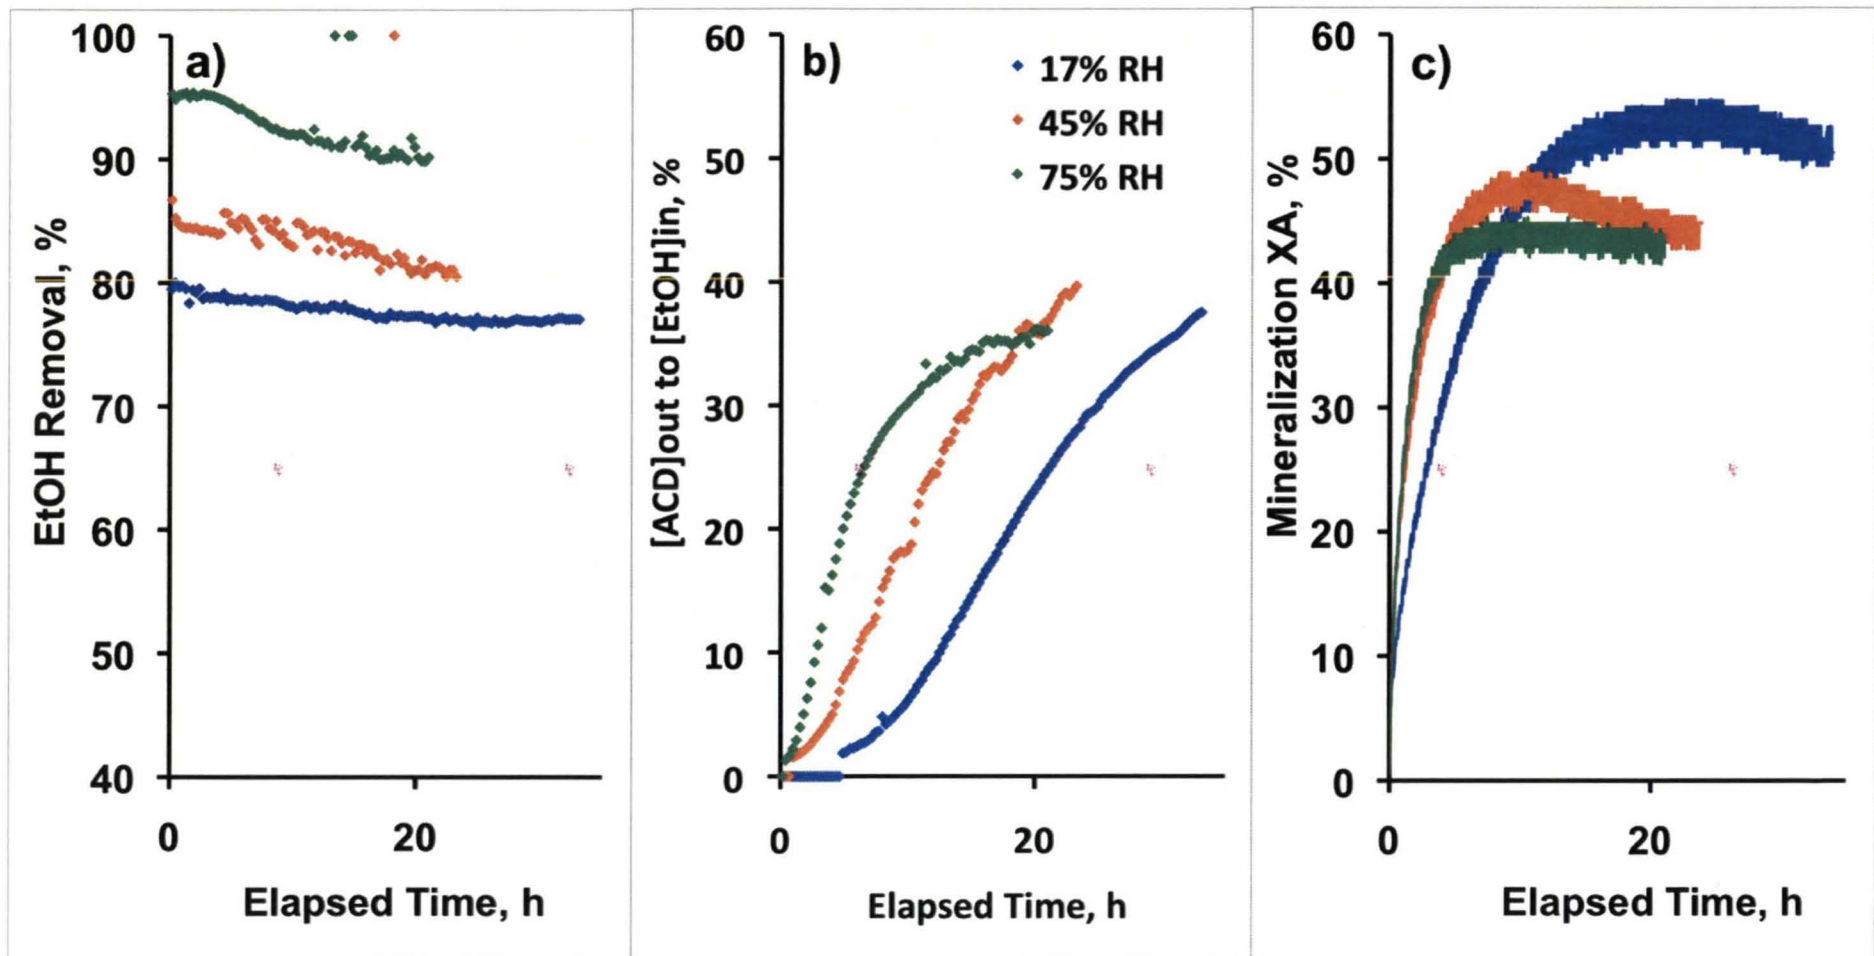 a)
100
90
80
70
60
50
40
0
20
EtOH Removal, %
Elapsed Time, h
b)
17% RH
45% RH
75% RH
60
50
40
30
20
10
0
0
20
[ACD]out to [EtOH]in, %
Elapsed Time, h
c)
60
50
40
30
20
10
0
0
20
Mineralization XA, %
Elapsed Time, h